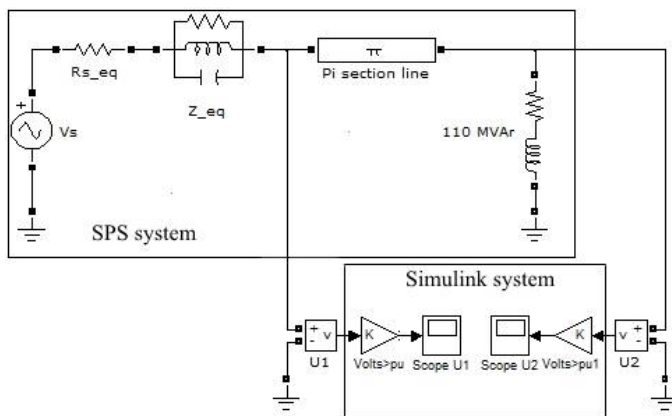 Rs_eq
Z_eq
Pi section line
π
+
Vs
110 MVAr
SPS system
Simulink system
+
-
v
U1
K
Volts>pu
Scope U1
Scope U2
K
Volts>pu1
v
+
-
U2